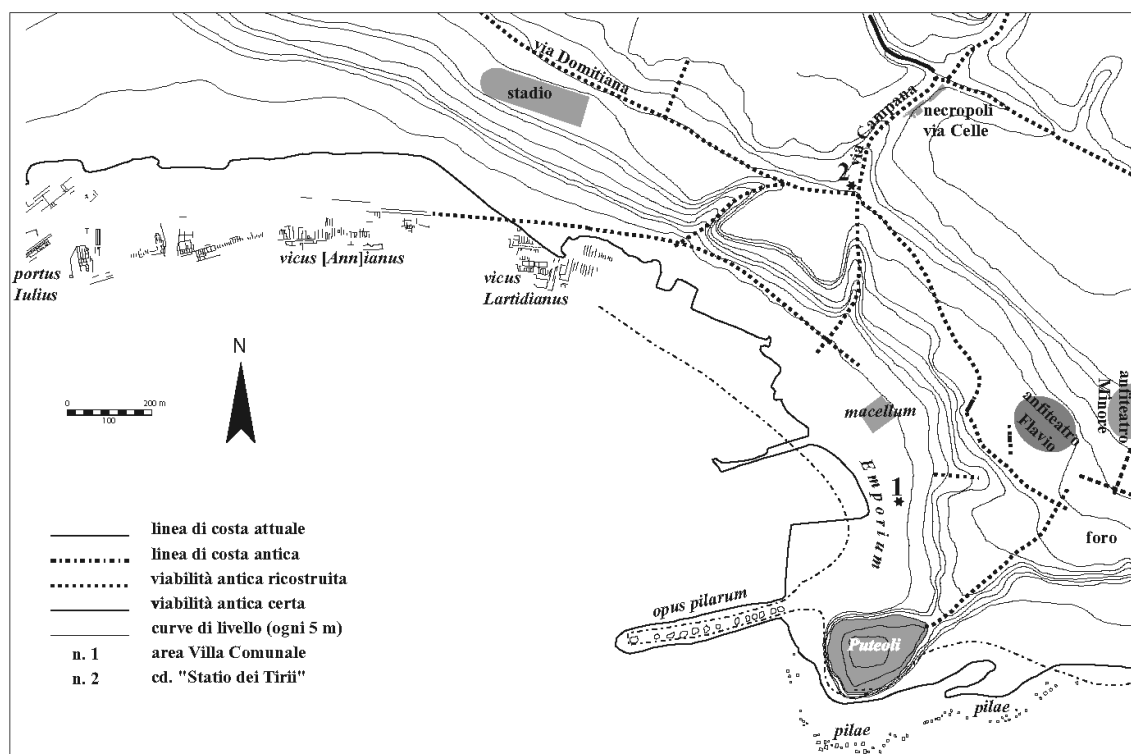 via Domitiana
stadio
via Campana
necropoli
via Celle
2
portus
Iulius
vicus [Ann]ianus
vicus
Lartidianus
N
0
100
200 m
macellum
anfiteatro
Flavio
anfiteatro
Minore
Emporium
1
foro
opus pilarum
Puteoli
pilae
pilae
linea di costa attuale
linea di costa antica
viabilità antica ricostruita
viabilità antica certa
curve di livello (ogni 5 m)
n. 1 area Villa Comunale
n. 2 cd. "Statio dei Tirii"